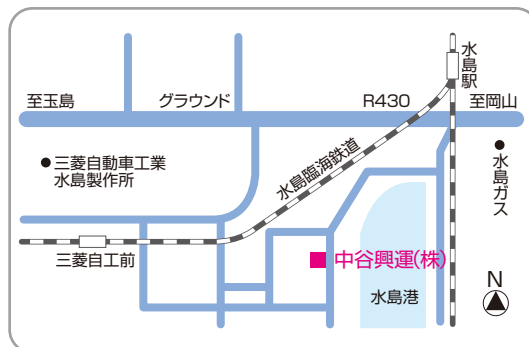 水島駅
至玉島
グラウンド
R430
至岡山
三菱自動車工業
水島製作所
水島臨海鉄道
水島ガス
三菱自工前
中谷興運(株)
水島港
N